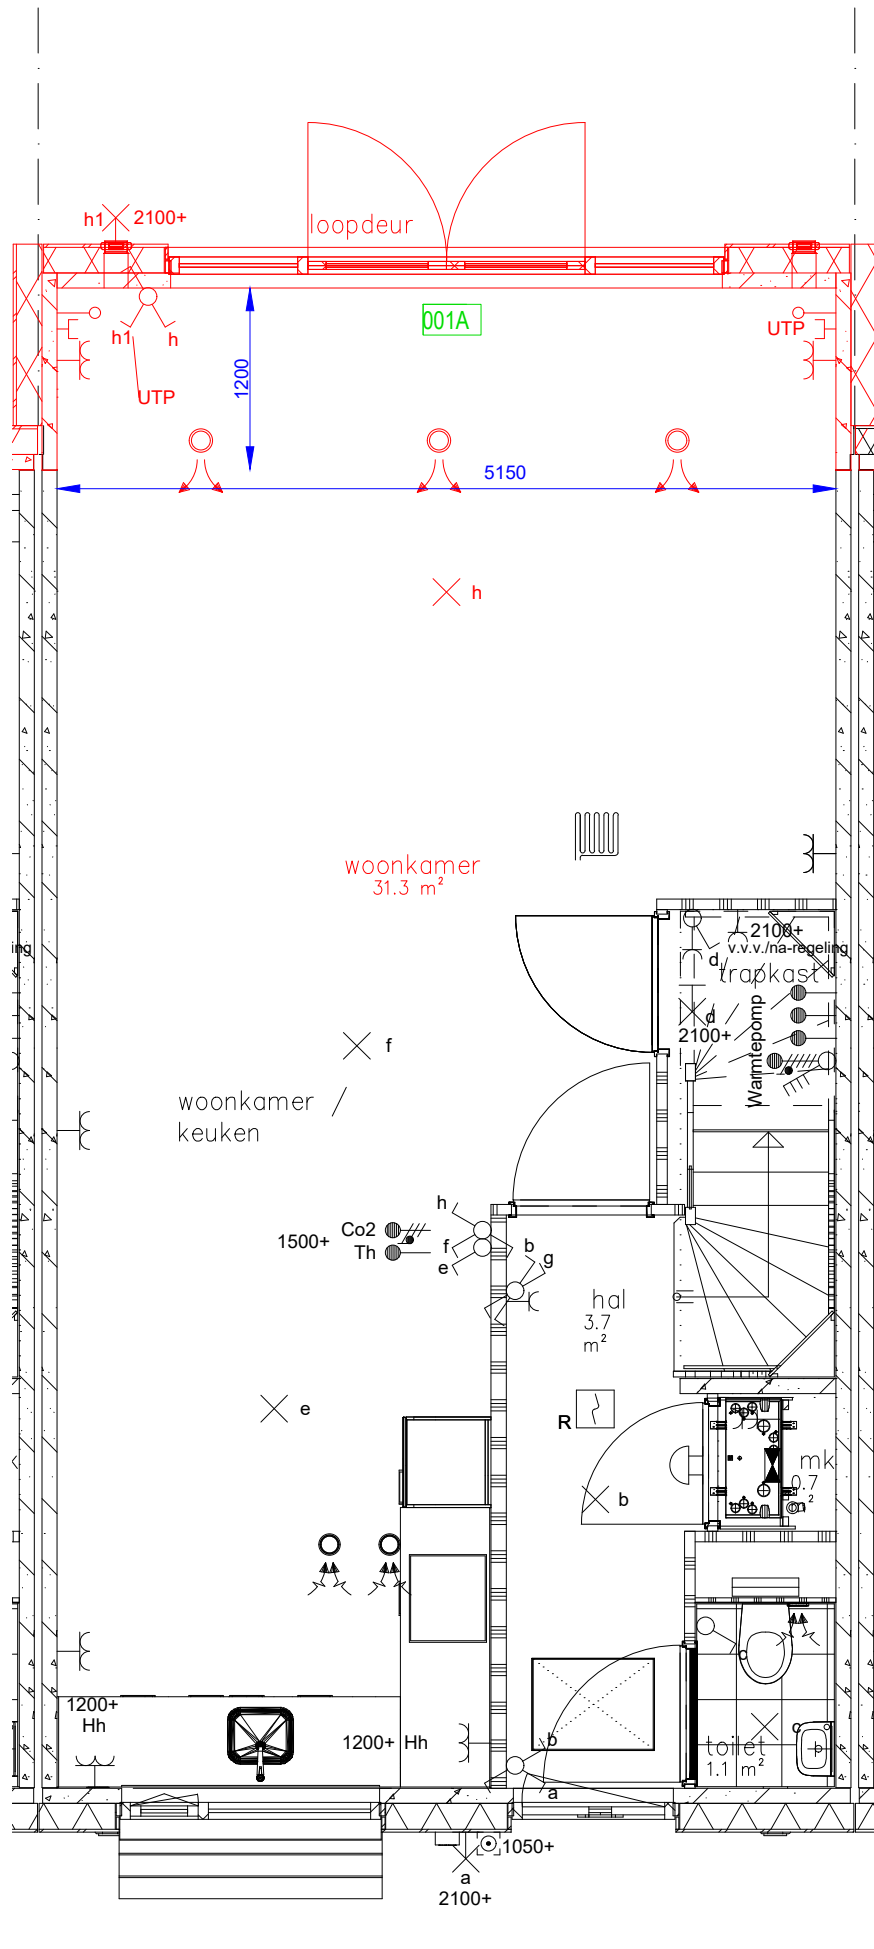 h1 2100+
loopdeur
001A
h1 h
UTP
UTP
1200
5150
h
woonkamer
31.3 m²
2100+
v.v.v./na-regeling
ng
d
trapkast
d
2100+
Warmtepomp
f
woonkamer /
keuken
h
Co2
1500+
Th
f
e
b
g
hal
3.7
m²
e
R
b
mk
0.7
m²
1200+
Hh
1200+ Hh
b
a
c
toilet
1.1 m²
1050+
a
2100+